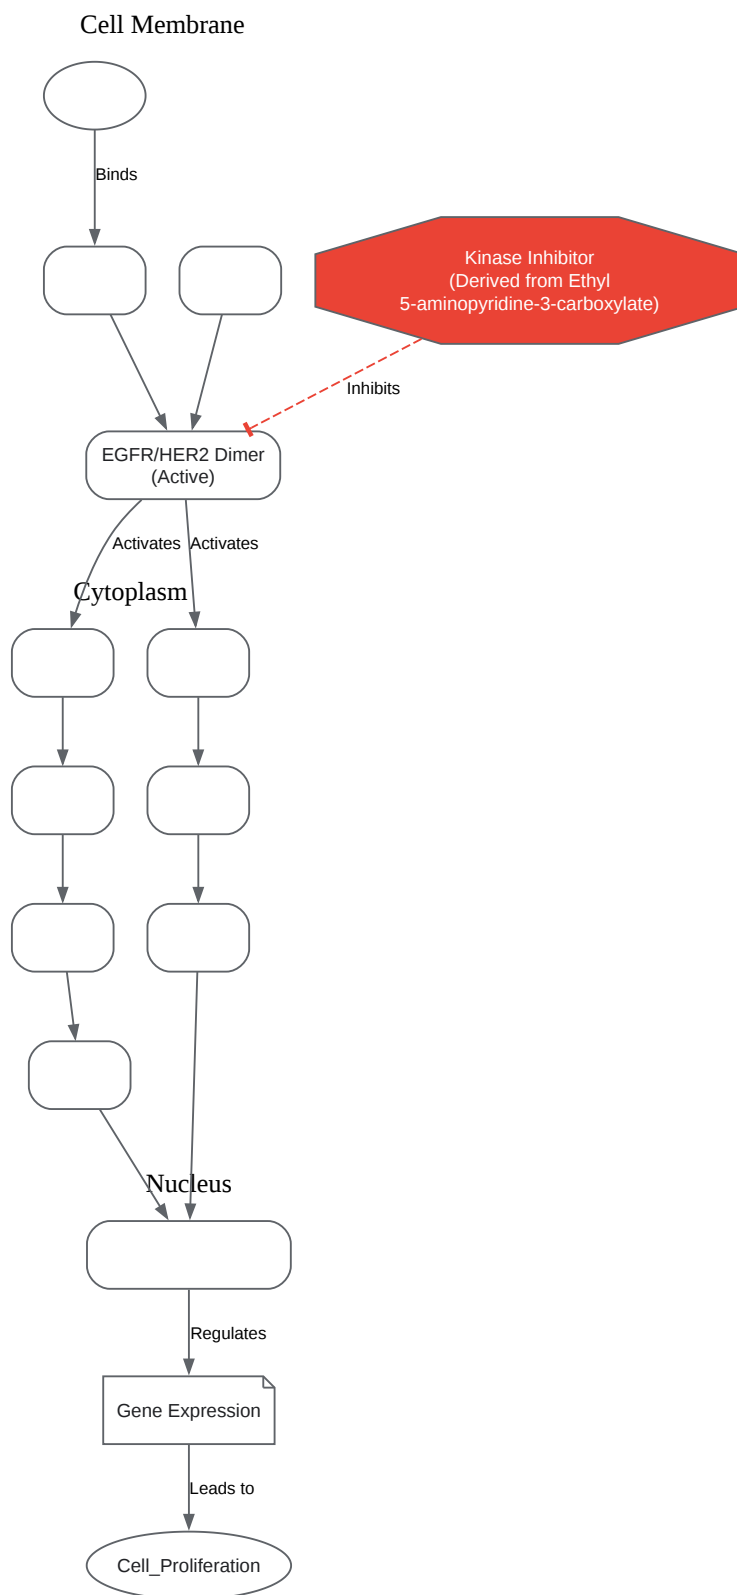 Cell Membrane
Binds
Kinase Inhibitor
(Derived from Ethyl
5-aminopyridine-3-carboxylate)
Inhibits
EGFR/HER2 Dimer
(Active)
Activates
Activates
Cytoplasm
Nucleus
Regulates
Gene Expression
Leads to
Cell_Proliferation